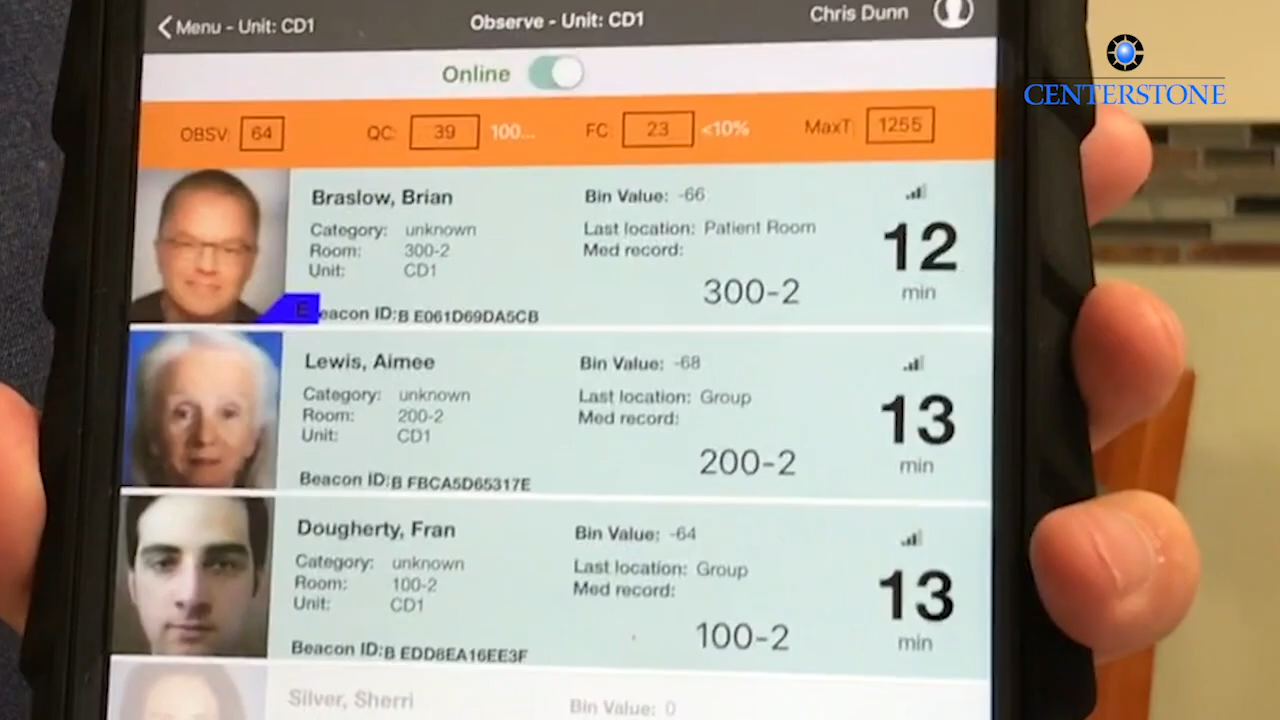 Menu - Unit: CD1
Observe - Unit: CD1
Chris Dunn
Online
CENTERSTONE
OBSV: 64
QC: 39 100...
FC: 23 <10%
MaxT: 1255
Braslow, Brian
Category: unknown
Room: 300-2
Unit: CD1
E
eacon ID:B E061D69DA5CB
Bin Value: -66
Last location: Patient Room
Med record:
300-2
12
min
Lewis, Aimee
Category: unknown
Room: 200-2
Unit: CD1
Beacon ID:B FBCA5D65317E
Bin Value: -68
Last location: Group
Med record:
200-2
13
min
Dougherty, Fran
Category: unknown
Room: 100-2
Unit: CD1
Beacon ID:B EDD8EA16EE3F
Bin Value: -64
Last location: Group
Med record:
100-2
13
min
Silver, Sherri
Bin Value: 0